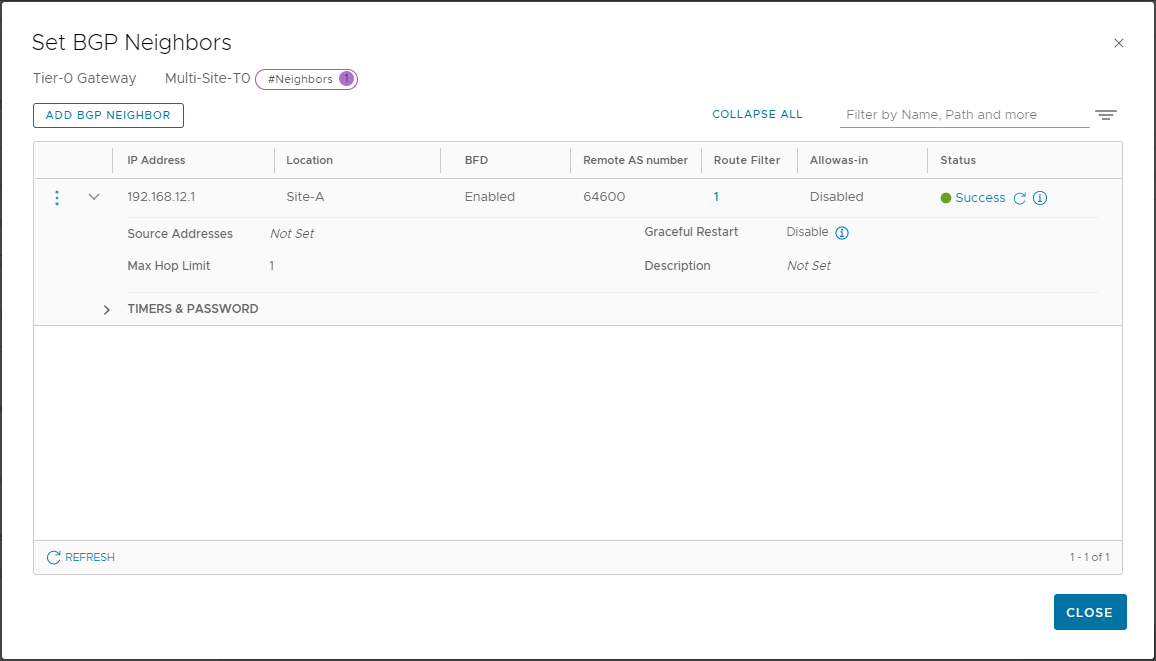 Set BGP Neighbors
Tier-0 Gateway Multi-Site-T0 #Neighbors 1
ADD BGP NEIGHBOR COLLAPSE ALL Filter by Name, Path and more
IP Address Location BFD Remote AS number Route Filter Allowas-in Status
192.168.12.1 Site-A Enabled 64600 1 Disabled Success
Source Addresses Not Set Graceful Restart Disable
Max Hop Limit 1 Description Not Set
TIMERS & PASSWORD
REFRESH 1 - 1 of 1
CLOSE